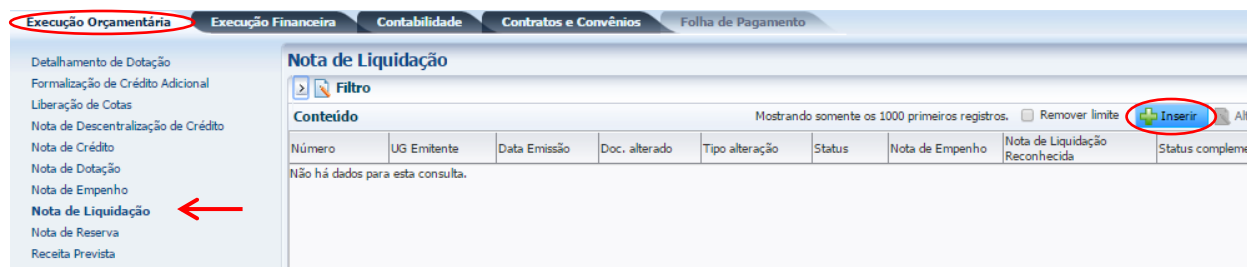 Execução Orçamentária Execução Financeira Contabilidade Contratos e Convênios Folha de Pagamento
Detalhamento de Dotação
Formalização de Crédito Adicional
Liberação de Cotas
Nota de Descentralização de Crédito
Nota de Crédito
Nota de Dotação
Nota de Empenho
Nota de Liquidação
Nota de Reserva
Receita Prevista
Nota de Liquidação
Filtro
Conteúdo Mostrando somente os 1000 primeiros registros. Remover limite Inserir Alt
Número UG Emitente Data Emissão Doc. alterado Tipo alteração Status Nota de Empenho Nota de Liquidação Reconhecida Status compleme
Não há dados para esta consulta.